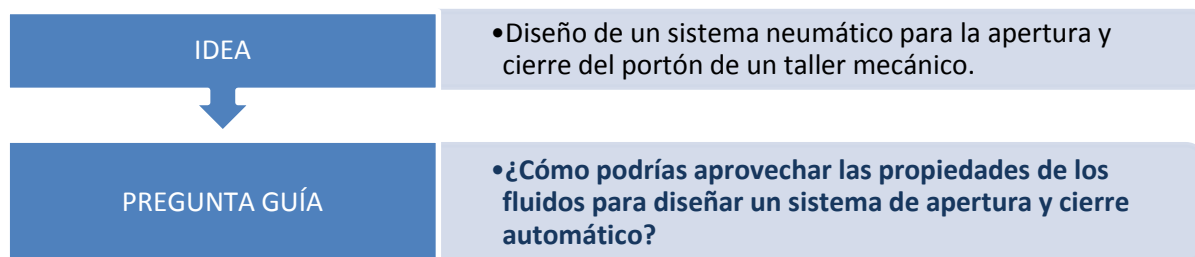 IDEA
•Diseño de un sistema neumático para la apertura y
cierre del portón de un taller mecánico.
PREGUNTA GUÍA
•¿Cómo podrías aprovechar las propiedades de los
fluidos para diseñar un sistema de apertura y cierre
automático?